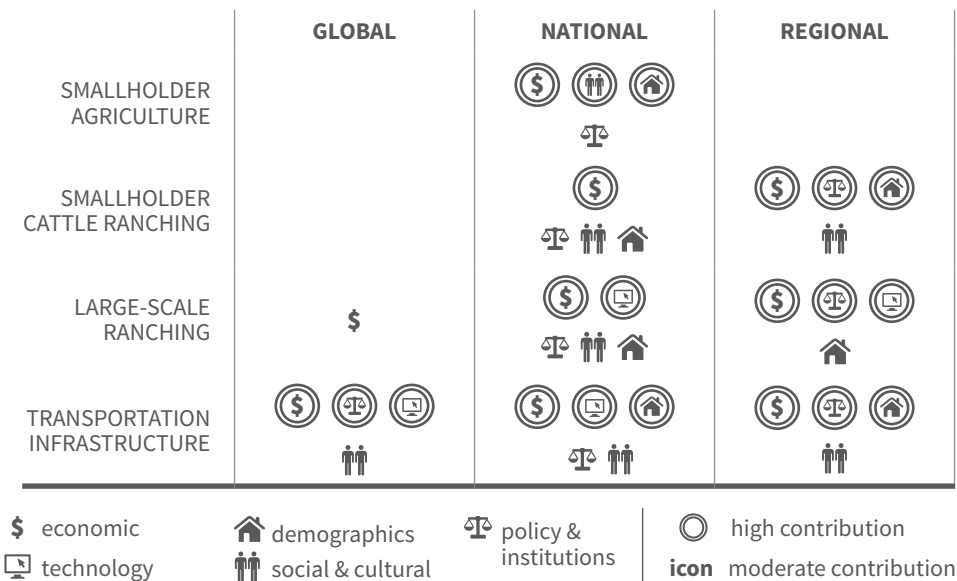 GLOBAL
NATIONAL
REGIONAL
SMALLHOLDER
AGRICULTURE
$
SMALLHOLDER
CATTLE RANCHING
$
$
LARGE-SCALE
RANCHING
$
$
$
TRANSPORTATION
INFRASTRUCTURE
$
$
$
$ economic
technology
demographics
social & cultural
policy &
institutions
high contribution
icon moderate contribution